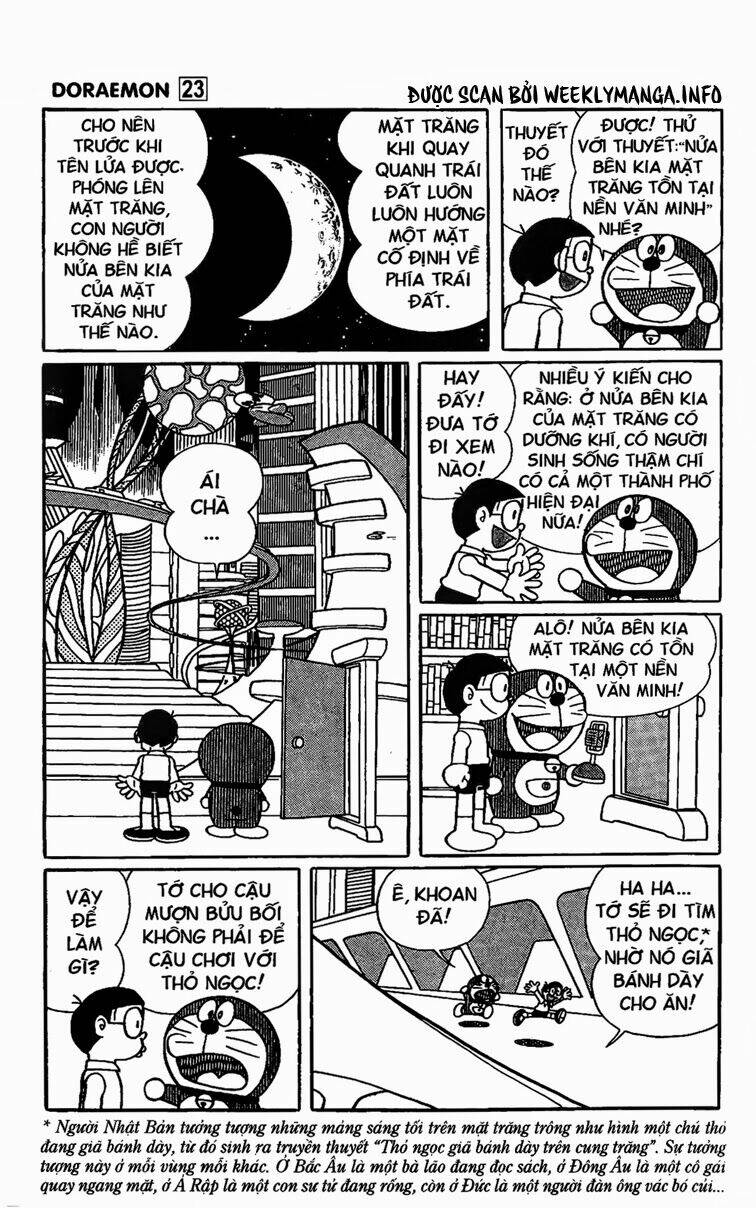 DORAEMON 23
ĐƯỢC SCAN BỞI WEEKLYMANGA.INFO
ĐƯỢC! THỬ
VỚI THUYẾT:"NỬA
BÊN KIA MẶT
TRĂNG TỒN TẠI
NỀN VĂN MINH"
NHÉ?
THUYẾT
ĐÓ
THẾ
NÀO?
MẶT TRĂNG
KHI QUAY
QUANH TRÁI
ĐẤT LUÔN
LUÔN HƯỚNG
MỘT MẶT
CỐ ĐỊNH VỀ
PHÍA TRÁI
ĐẤT.
CHO NÊN
TRƯỚC KHI
TÊN LỬA ĐƯỢC.
PHÓNG LÊN
MẶT TRĂNG,
CON NGƯỜI
KHÔNG HỀ BIẾT
NỬA BÊN KIA
CỦA MẶT
TRĂNG NHƯ
THẾ NÀO.
NHIỀU Ý KIẾN CHO
RẰNG: Ở NỬA BÊN KIA
CỦA MẶT TRĂNG CÓ
DƯỠNG KHÍ, CÓ NGƯỜI
SINH SỐNG THẬM CHÍ
CÓ CẢ MỘT THÀNH PHỐ
HIỆN ĐẠI
NỮA!
HAY
ĐẤY!
ĐƯA TỚ
ĐI XEM
NÀO!
ALÔ! NỬA BÊN KIA
MẶT TRĂNG CÓ TỒN
TẠI MỘT NỀN
VĂN MINH!
ÁI
CHÀ
...
HA HA...
TỚ SẼ ĐI TÌM
THỎ NGỌC,*
NHỜ NÓ GIÃ
BÁNH DÀY
CHO ĂN!
Ê, KHOAN
ĐÃ!
TỚ CHO CẬU
MƯỢN BỬU BỐI
KHÔNG PHẢI ĐỂ
CẬU CHƠI VỚI
THỎ NGỌC!
VẬY
ĐỂ
LÀM
GÌ?
* Người Nhật Bản tưởng tượng những mảng sáng tối trên mặt trăng trông như hình một chú thỏ
đang giã bánh dày, từ đó sinh ra truyền thuyết "Thỏ ngọc giã bánh dày trên cung trăng". Sự tưởng
tượng này ở mỗi vùng mỗi khác. Ở Bắc Âu là một bà lão đang đọc sách, ở Đông Âu là một cô gái
quay ngang mặt, ở Ả Rập là một con sư tử đang rống, còn ở Đức là một người đàn ông vác bó củi...